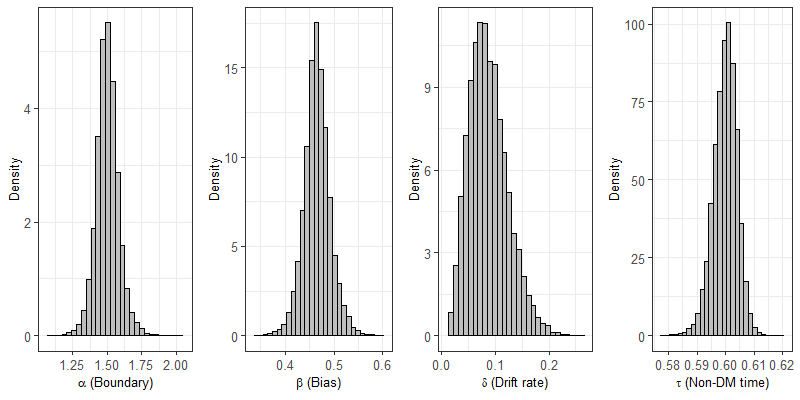 Density
4
2
0
1.25 1.50 1.75 2.00
α (Boundary)
Density
15
10
5
0
0.4 0.5 0.6
β (Bias)
Density
9
6
3
0
0.0 0.1 0.2
δ (Drift rate)
Density
100
75
50
25
0
0.58 0.59 0.60 0.61 0.62
τ (Non-DM time)